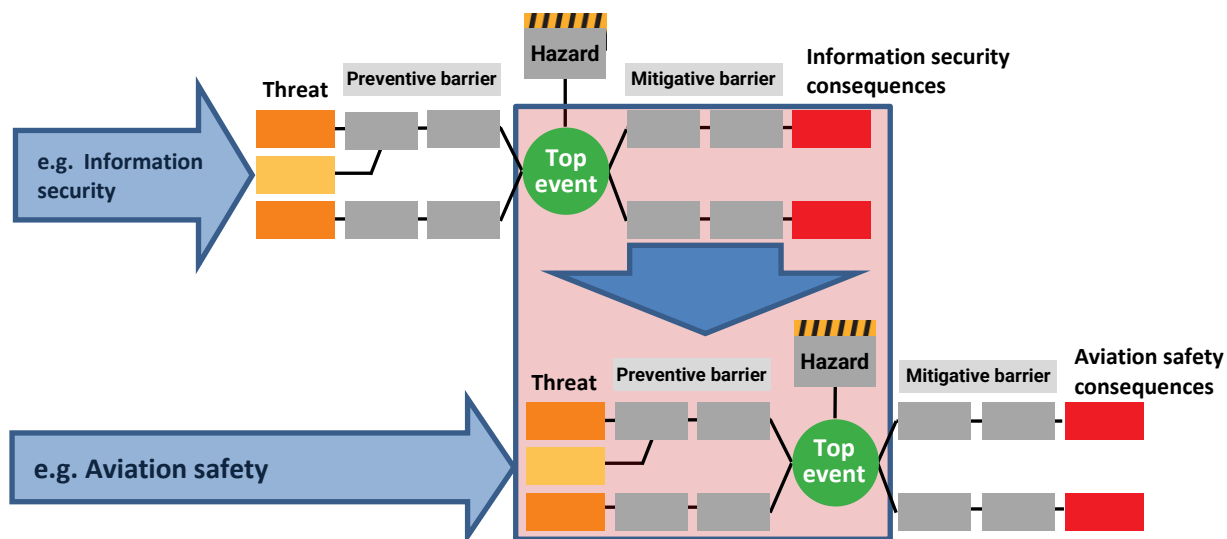 Hazard
Information security
consequences
Preventive barrier
Mitigative barrier
Threat
e.g. Information
security
Top
event
Hazard
Aviation safety
consequences
Threat
Preventive barrier
Mitigative barrier
e.g. Aviation safety
Top
event